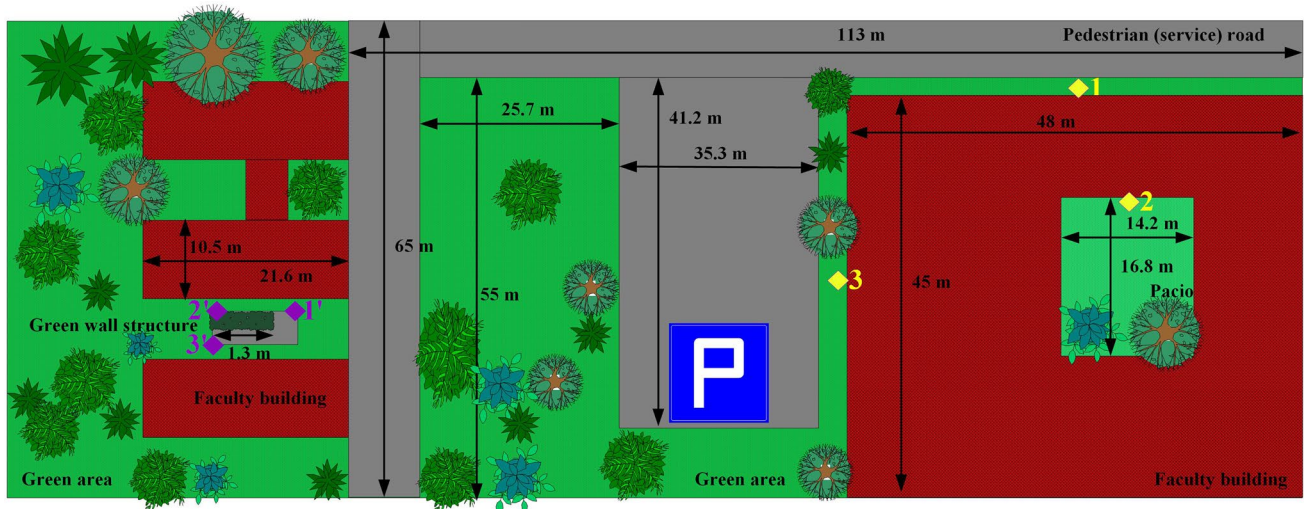 113 m
Pedestrian (service) road
1
25.7 m
41.2 m
48 m
35.3 m
2
10.5 m
14.2 m
65 m
21.6 m
16.8 m
3
45 m
55 m
Pacio
2'
1'
Green wall structure
3'
1.3 m
P
Faculty building
Green area
Green area
Faculty building